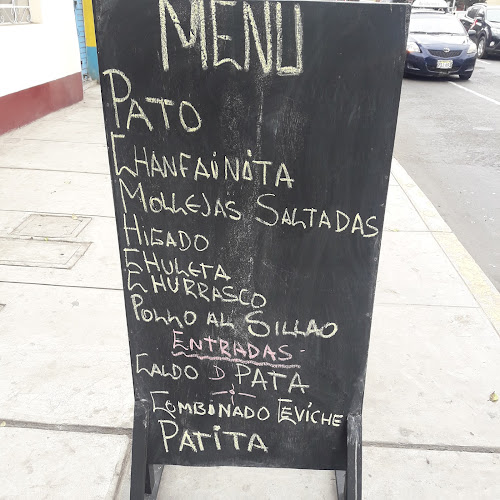 MENU
PATO
CHANFAINITA
MOLLEJAS SALTADAS
HIGADO
CHULETA
CHURRASCO
POLLO AL SILLAO
ENTRADAS
CALDO D PATA
COMBINADO CEVICHE
PATITA